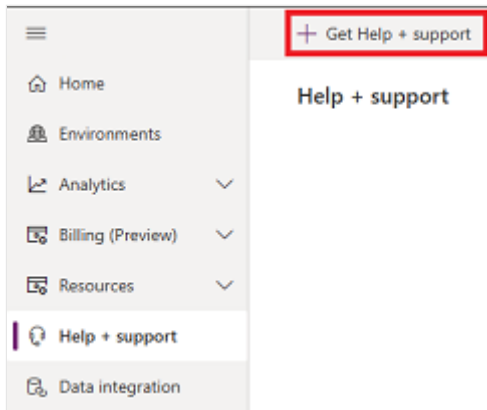 Get Help + support
Help + support
Home
Environments
Analytics
Billing (Preview)
Resources
Help + support
Data integration